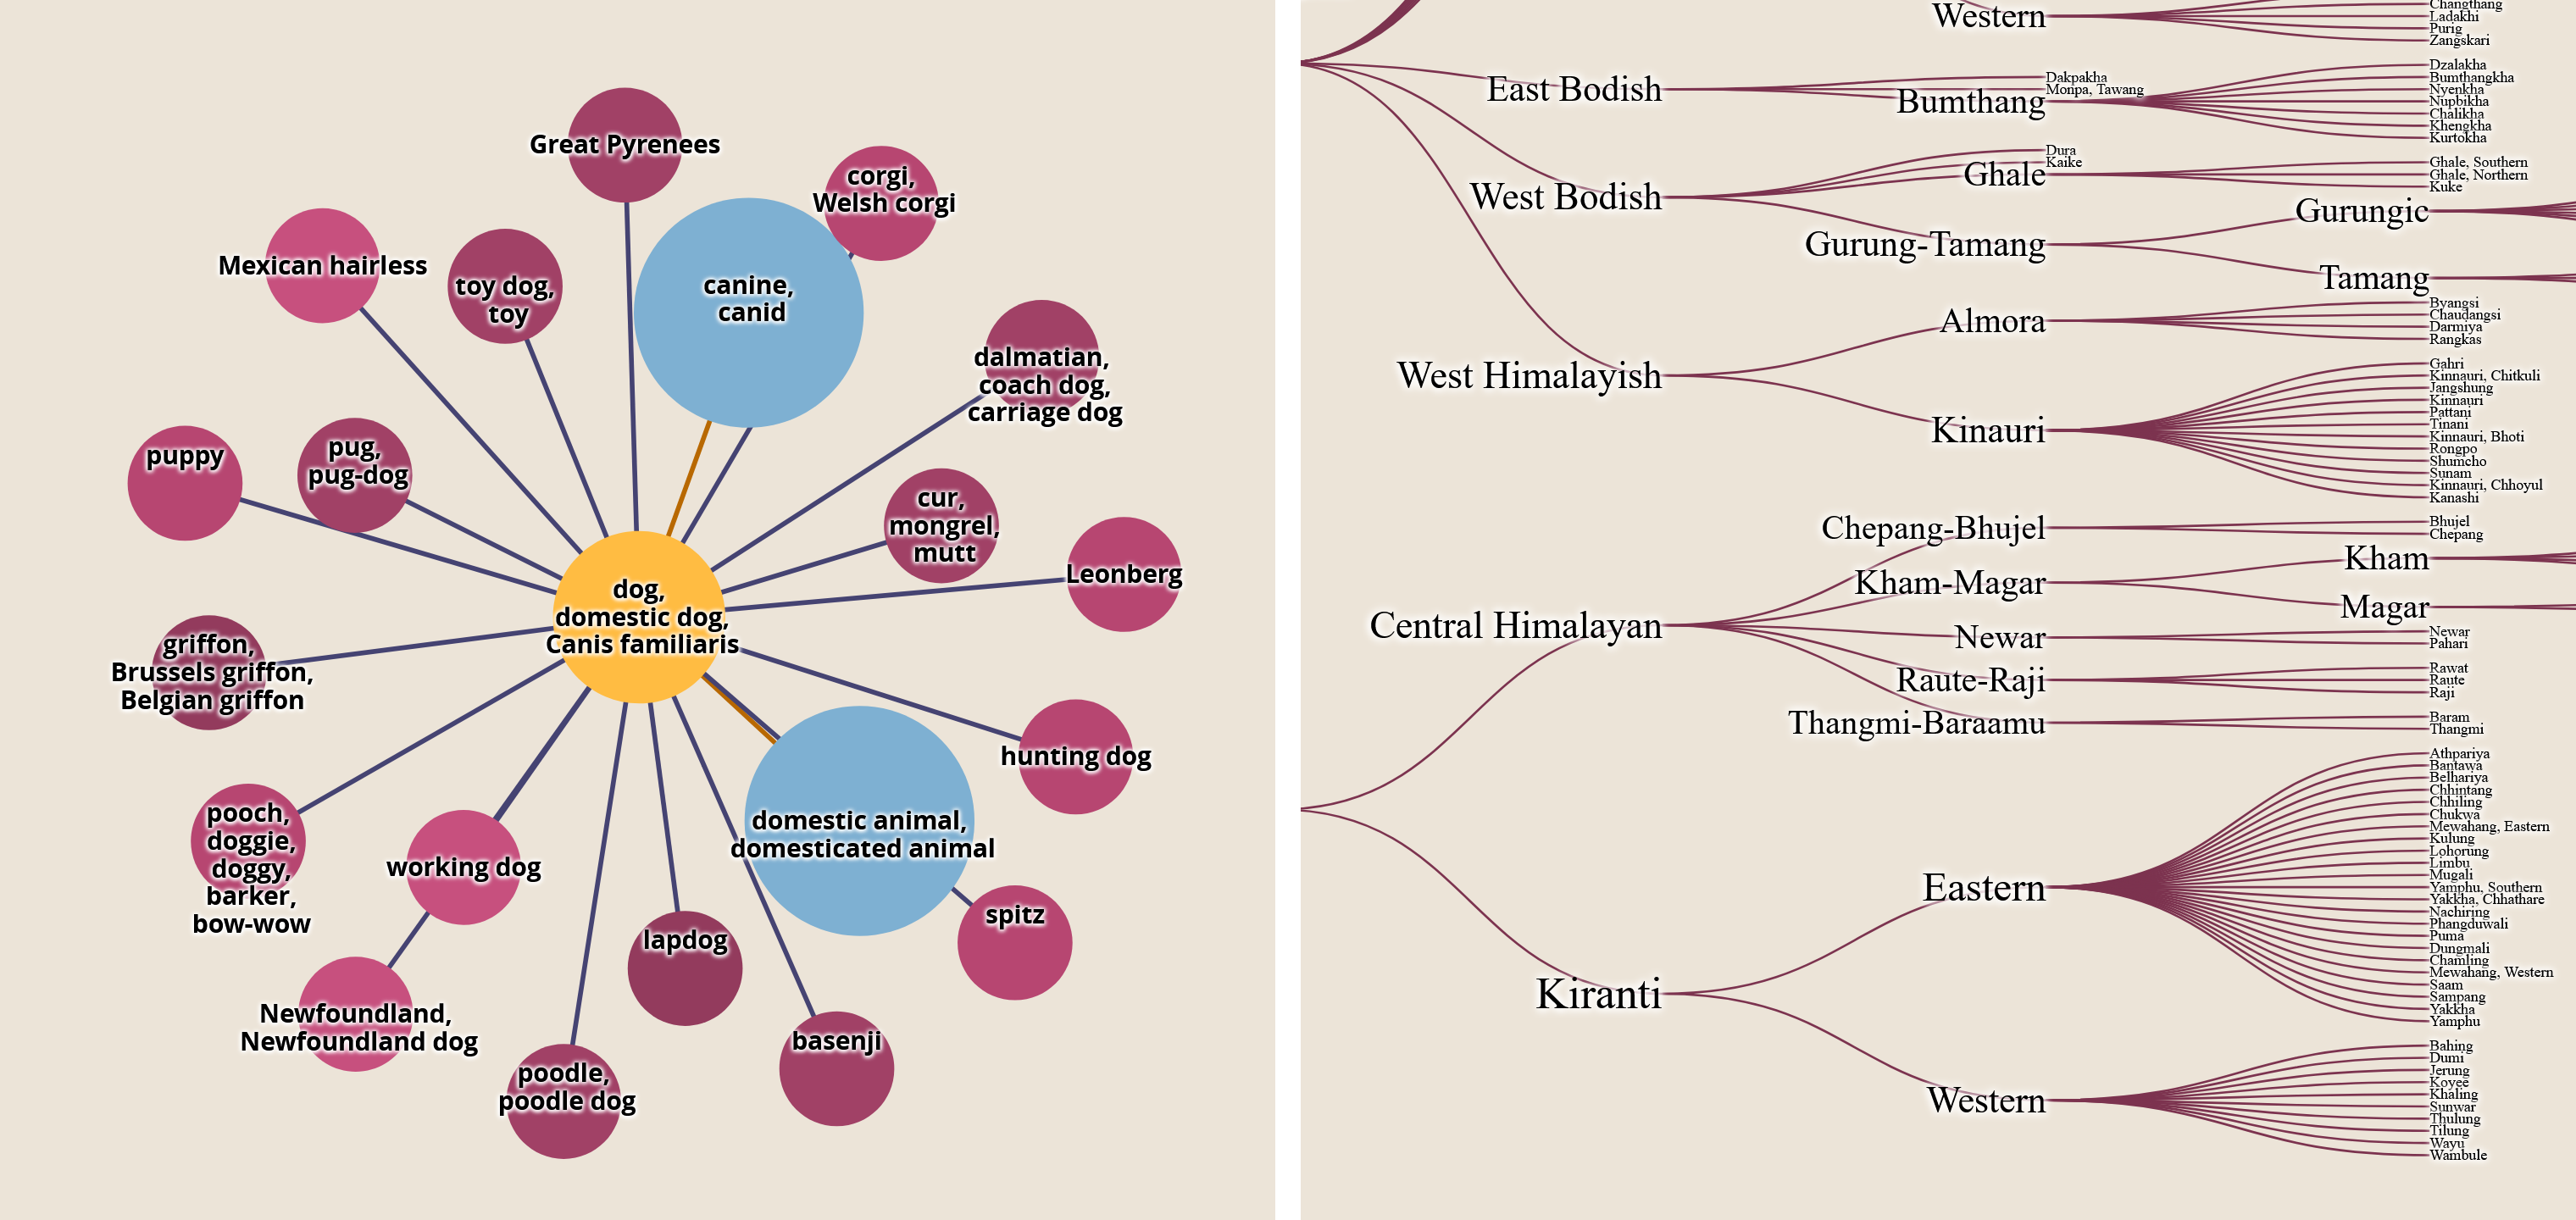 Great Pyrenees
corgi,
Welsh corgi
Mexican hairless
toy dog,
toy
canine,
canid
dalmatian,
coach dog,
carriage dog
puppy
pug,
pug-dog
cur,
mongrel,
mutt
Leonberg
dog,
domestic dog,
Canis familiaris
griffon,
Brussels griffon,
Belgian griffon
hunting dog
pooch,
doggie,
doggy,
barker,
bow-wow
working dog
domestic animal,
domesticated animal
lapdog
spitz
Newfoundland,
Newfoundland dog
poodle,
poodle dog
basenji
Western
Changthang
Ladakhi
Purig
Zangskari
East Bodish
Dakpakha
Monpa, Tawang
Bumthang
Dzalakha
Bumthangkha
Nyenkha
Nupbikha
Chalikha
Khengkha
Kurtokha
West Bodish
Dura
Kaike
Ghale
Ghale, Southern
Ghale, Northern
Kuke
Gurung-Tamang
Gurungic
Tamang
West Himalayish
Almora
Byangsi
Chaudangsi
Darmiya
Rangkas
Kinauri
Gahri
Kinnauri, Chitkuli
Jangshung
Kinnauri
Pattani
Tinani
Kinnauri, Bhoti
Rongpo
Shumcho
Sunam
Kinnauri, Chhoyul
Kanashi
Central Himalayan
Chepang-Bhujel
Bhujel
Chepang
Kham-Magar
Kham
Magar
Newar
Newar
Pahari
Raute-Raji
Rawat
Raute
Raji
Thangmi-Baraamu
Baram
Thangmi
Kiranti
Eastern
Athpariya
Bantawa
Belhariya
Chhintang
Chhiling
Chukwa
Mewahang, Eastern
Kulung
Lohorung
Limbu
Mugali
Yamphu, Southern
Yakkha, Chhathare
Nachiring
Phangduwali
Puma
Dungmali
Chamling
Mewahang, Western
Saam
Sampang
Yakkha
Yamphu
Western
Bahing
Dumi
Jerung
Koyee
Khaling
Sunwar
Thulung
Tilung
Wayu
Wambule